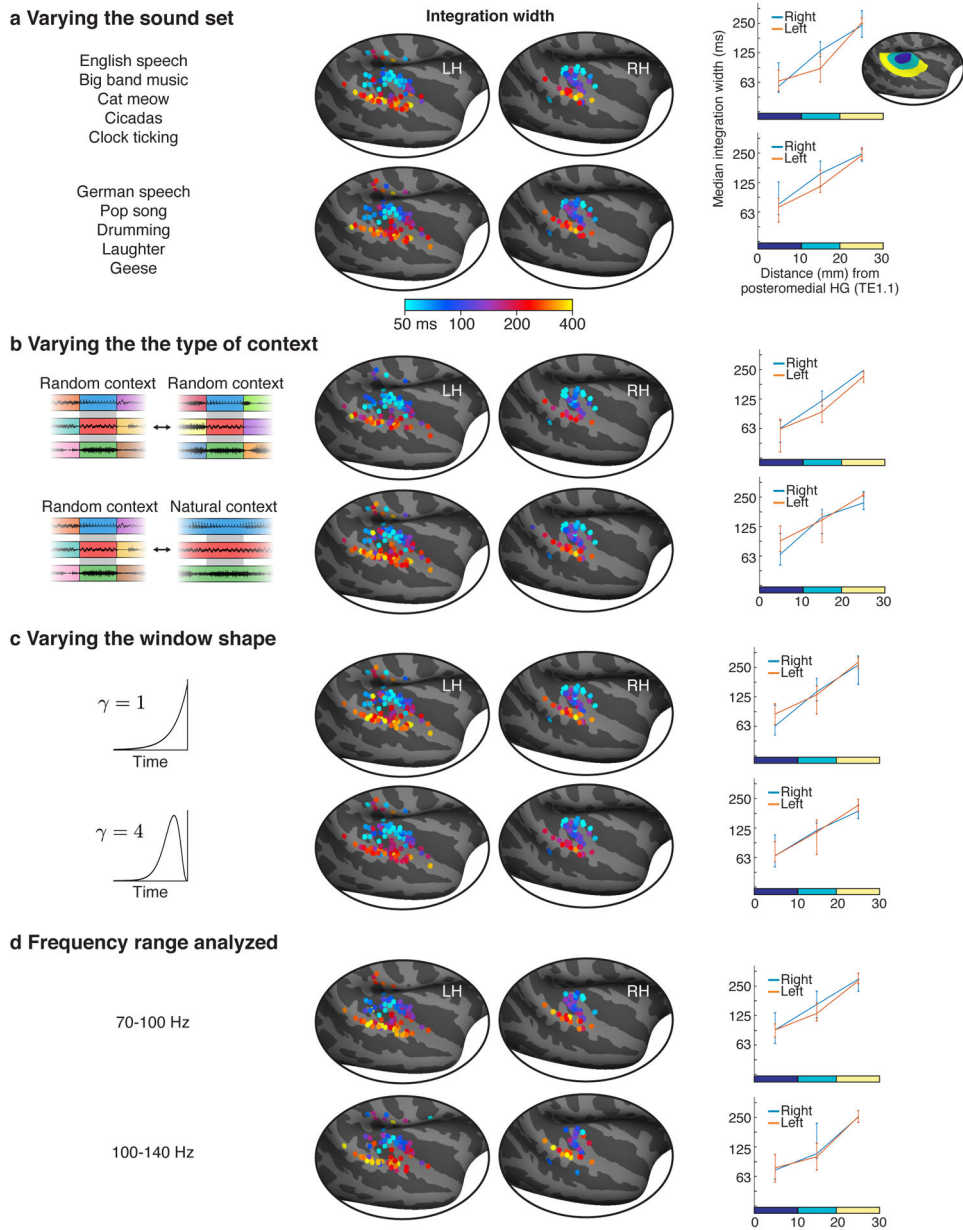 a Varying the sound set
Integration width
English speech
Big band music
Cat meow
Cicadas
Clock ticking
LH
RH
Median integration width (ms)
250
125
63
Right
Left
German speech
Pop song
Drumming
Laughter
Geese
250
125
63
Right
Left
0 10 20 30
Distance (mm) from
posteromedial HG (TE1.1)
50 ms 100 200 400
b Varying the the type of context
Random context Random context
LH
RH
250
125
63
Right
Left
Random context Natural context
250
125
63
Right
Left
0 10 20 30
c Varying the window shape
γ = 1
Time
LH
RH
250
125
63
Right
Left
γ = 4
Time
250
125
63
Right
Left
0 10 20 30
d Frequency range analyzed
70-100 Hz
LH
RH
250
125
63
Right
Left
100-140 Hz
250
125
63
Right
Left
0 10 20 30